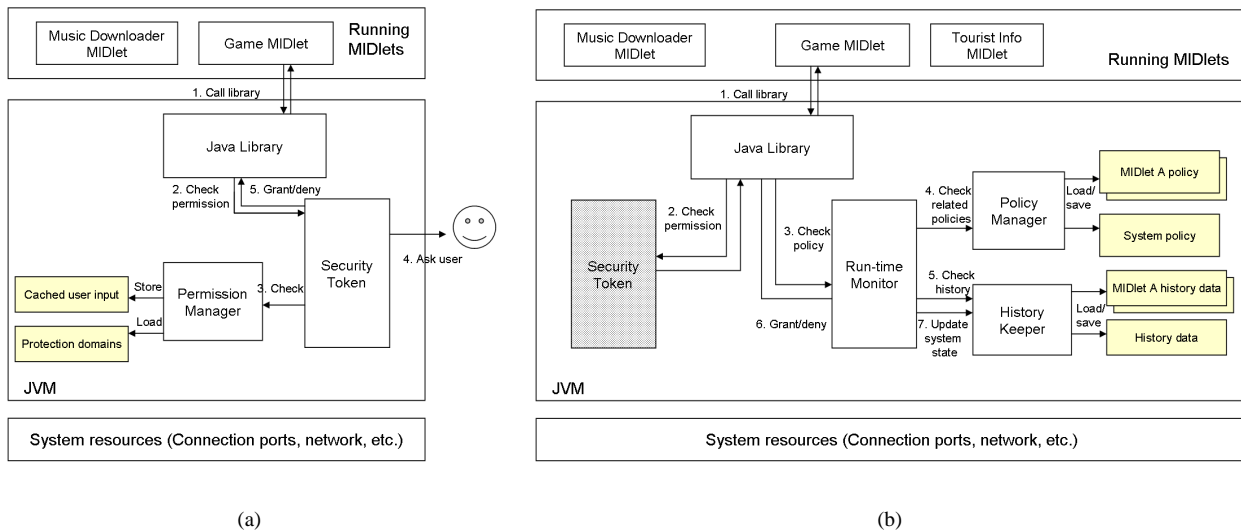 Music Downloader
MIDlet
Game MIDlet
Running
MIDlets
1. Call library
Java Library
2. Check
permission
5. Grant/deny
Security
Token
4. Ask user
3. Check
Permission
Manager
Store
Load
Cached user input
Protection domains
JVM
System resources (Connection ports, network, etc.)
(a)
Music Downloader
MIDlet
Game MIDlet
Tourist Info
MIDlet
Running MIDlets
1. Call library
Java Library
2. Check
permission
Security
Token
3. Check
policy
Run-time
Monitor
4. Check
related
policies
Policy
Manager
Load/
save
MIDlet A policy
System policy
5. Check
history
6. Grant/deny
7. Update
system
state
History
Keeper
Load/
save
MIDlet A history data
History data
JVM
System resources (Connection ports, network, etc.)
(b)